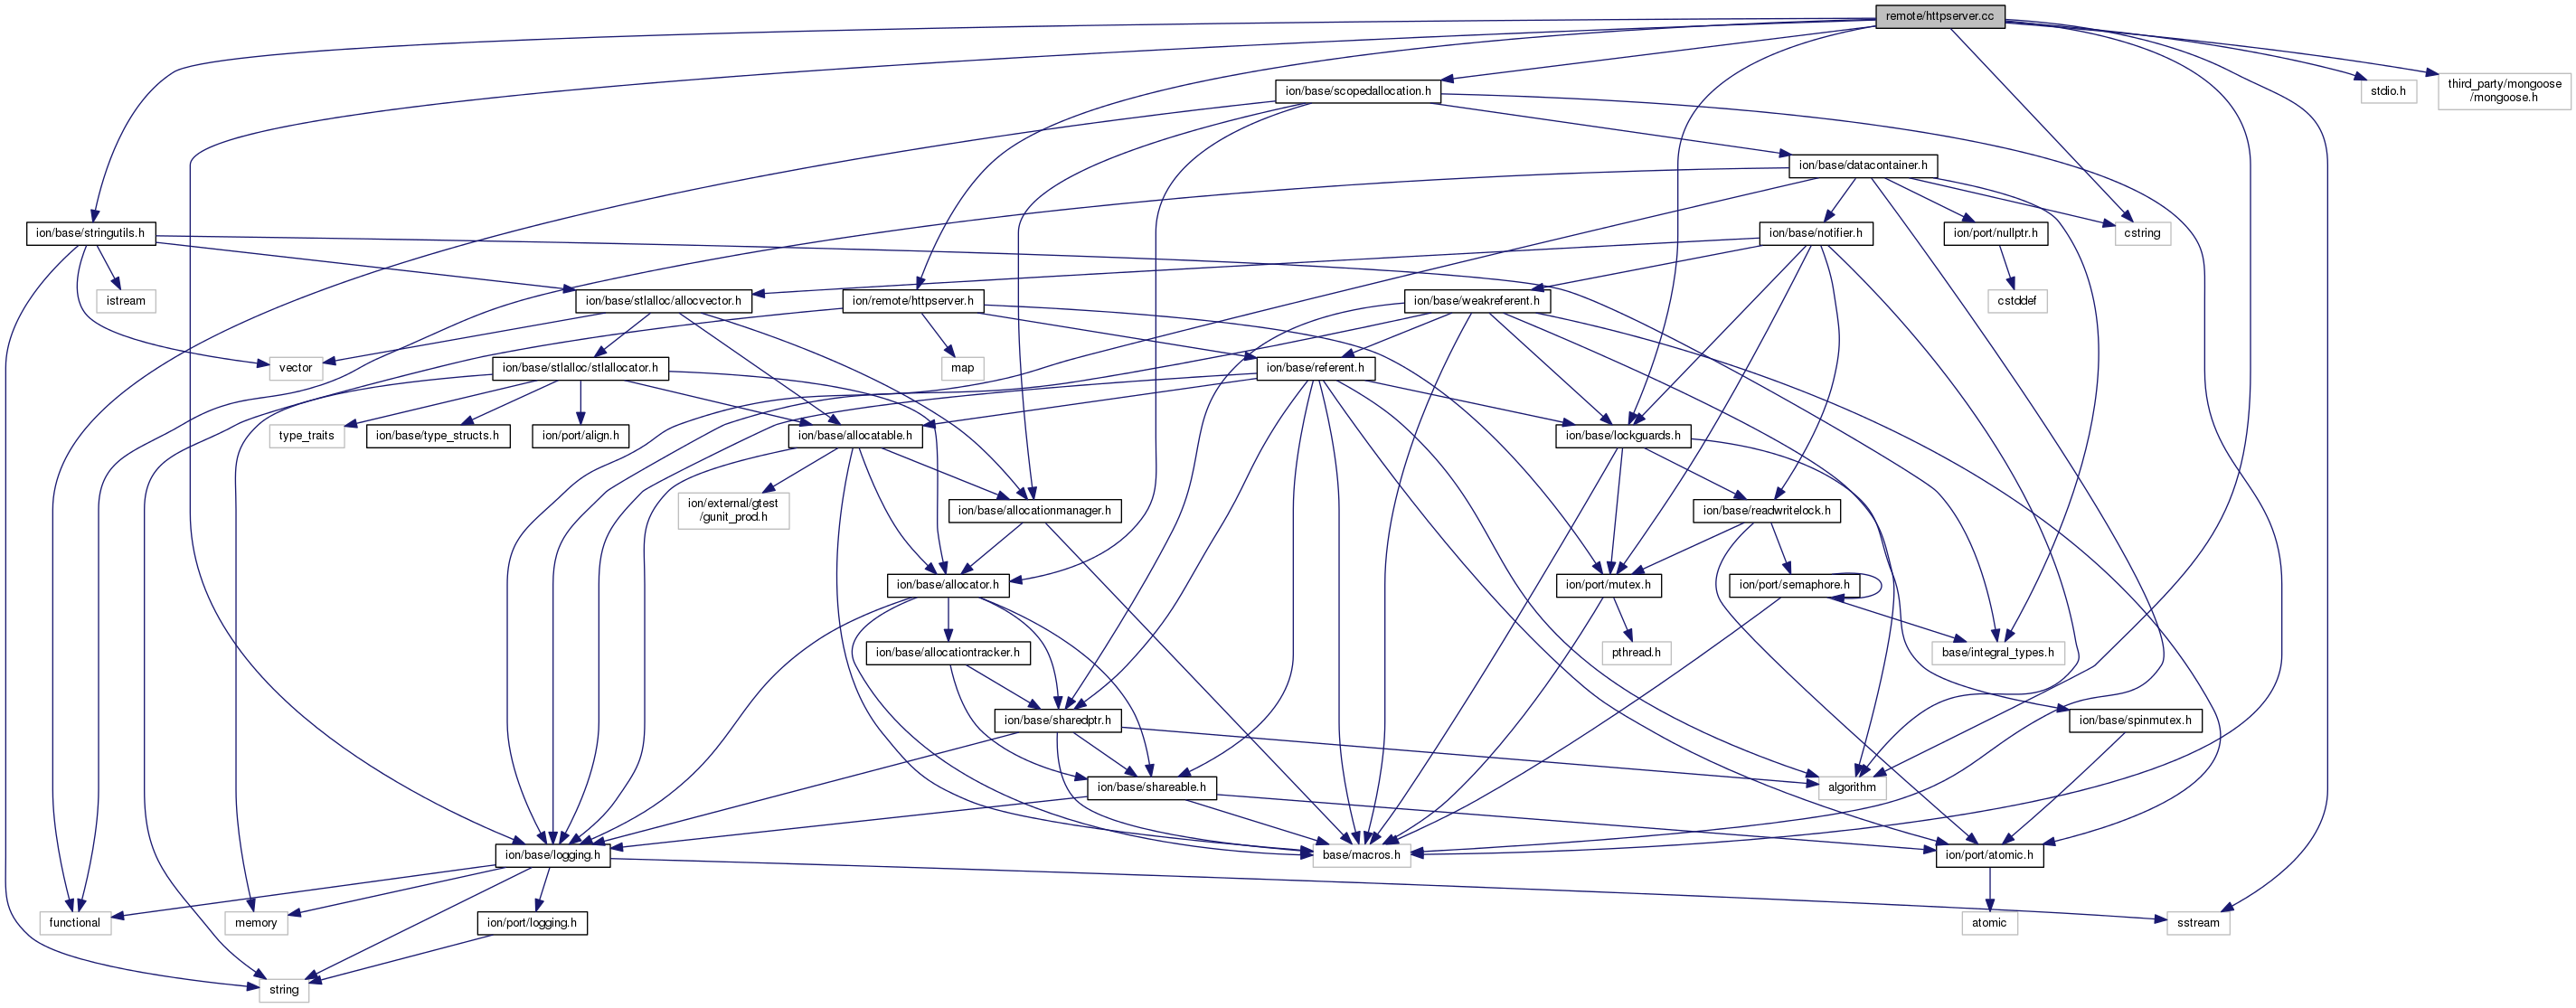 remote/httpserver.cc
ion/base/scopedallocation.h
stdio.h
third_party/mongoose
/mongoose.h
ion/base/datacontainer.h
ion/base/stringutils.h
ion/base/notifier.h
ion/port/nullptr.h
cstring
istream
ion/base/stlalloc/allocvector.h
ion/remote/httpserver.h
ion/base/weakreferent.h
cstddef
vector
ion/base/stlalloc/stlallocator.h
map
ion/base/referent.h
type_traits
ion/base/type_structs.h
ion/port/align.h
ion/base/allocatable.h
ion/base/lockguards.h
ion/external/gtest
/gunit_prod.h
ion/base/allocationmanager.h
ion/base/readwritelock.h
ion/base/allocator.h
ion/port/mutex.h
ion/port/semaphore.h
ion/base/allocationtracker.h
pthread.h
base/integral_types.h
ion/base/sharedptr.h
ion/base/spinmutex.h
ion/base/shareable.h
algorithm
ion/base/logging.h
base/macros.h
ion/port/atomic.h
functional
memory
ion/port/logging.h
atomic
sstream
string